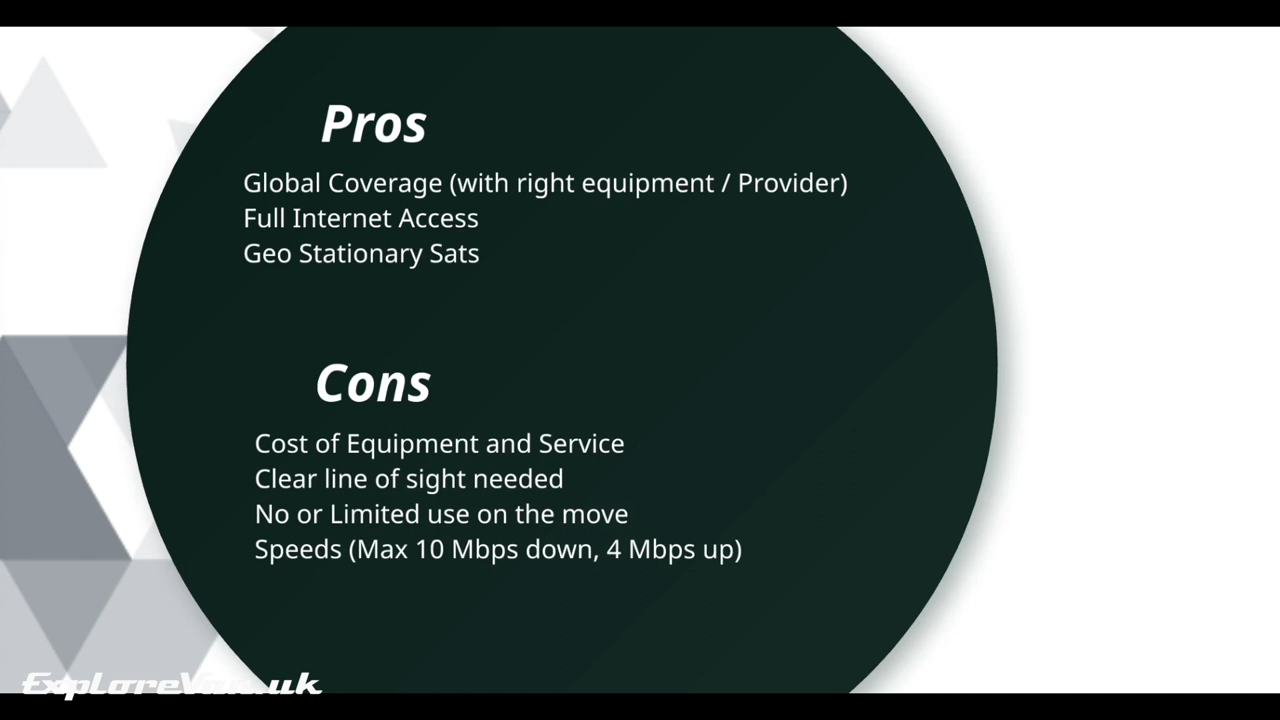 Pros
Global Coverage (with right equipment / Provider)
Full Internet Access
Geo Stationary Sats
Cons
Cost of Equipment and Service
Clear line of sight needed
No or Limited use on the move
Speeds (Max 10 Mbps down, 4 Mbps up)
ExploreVan.uk